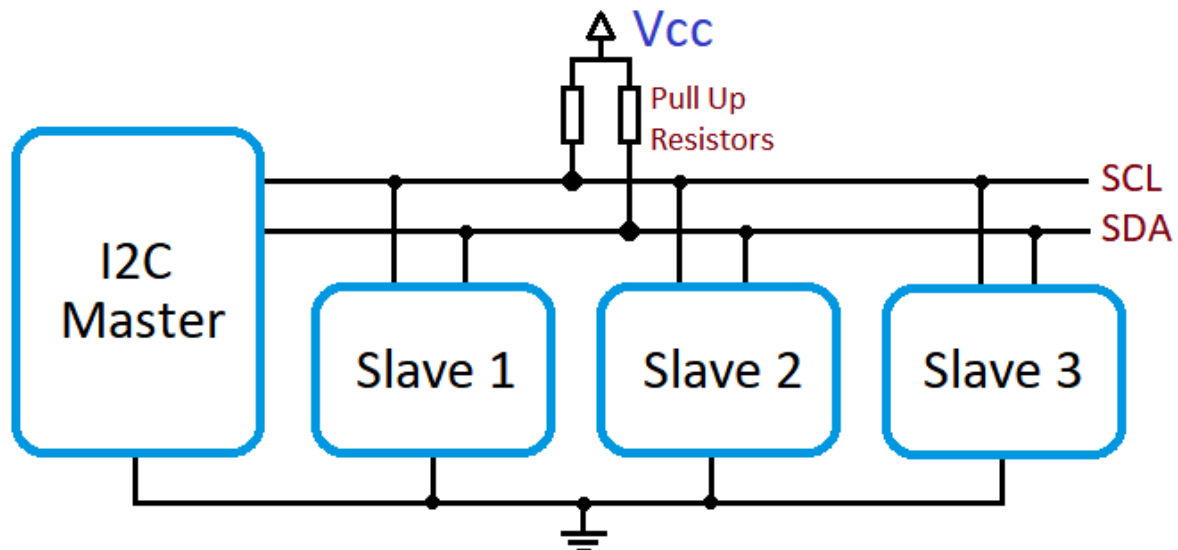 Vcc
Pull Up
Resistors
SCL
SDA
I2C
Master
Slave 1
Slave 2
Slave 3